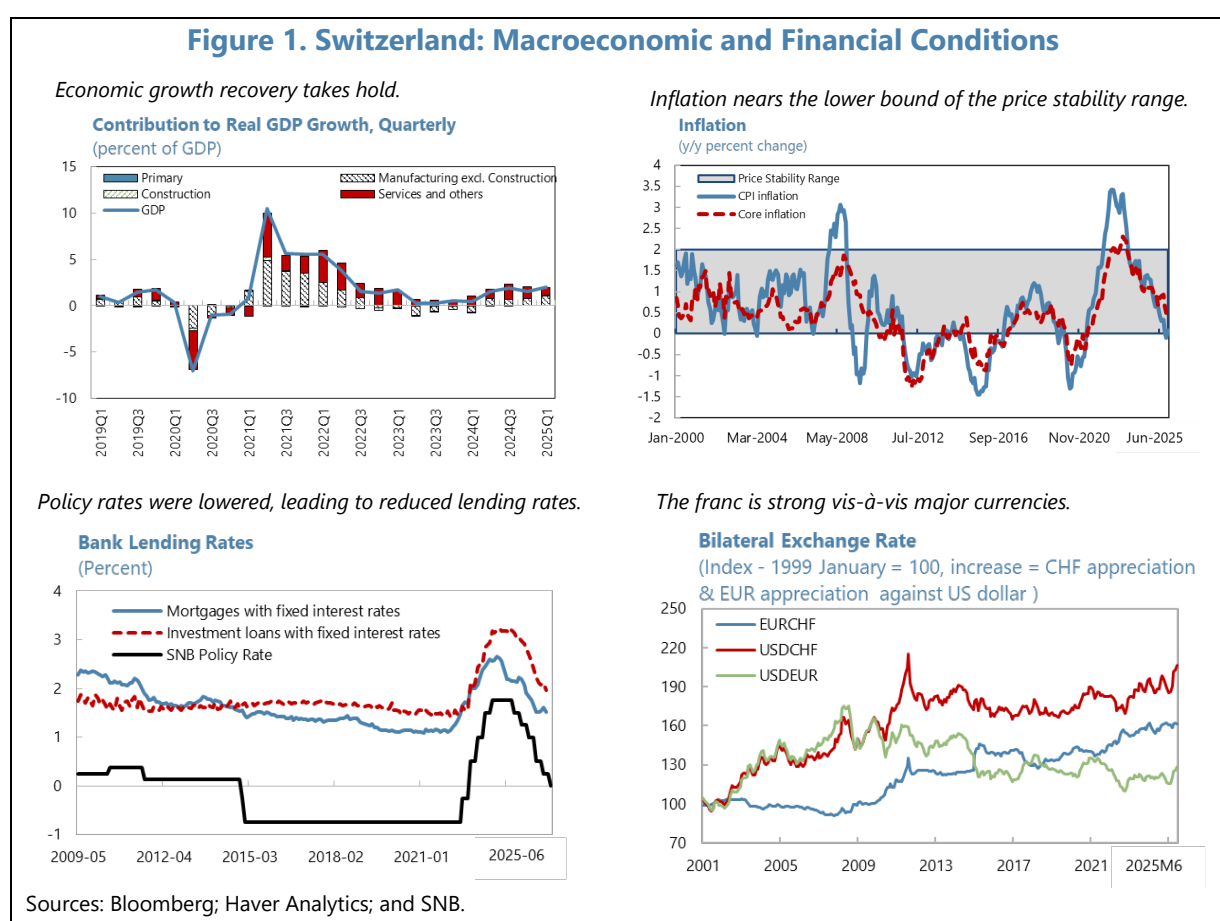 Figure 1. Switzerland: Macroeconomic and Financial Conditions
Economic growth recovery takes hold.
Contribution to Real GDP Growth, Quarterly
(percent of GDP)
15
10
5
0
-5
-10
Primary
Manufacturing excl. Construction
Construction
Services and others
GDP
2019Q1
2019Q3
2020Q1
2020Q3
2021Q1
2021Q3
2022Q1
2022Q3
2023Q1
2023Q3
2024Q1
2024Q3
2025Q1
Inflation nears the lower bound of the price stability range.
Inflation
(y/y percent change)
4
3.5
3
2.5
2
1.5
1
0.5
0
-0.5
-1
-1.5
-2
Price Stability Range
CPI inflation
Core inflation
Jan-2000
Mar-2004
May-2008
Jul-2012
Sep-2016
Nov-2020
Jun-2025
Policy rates were lowered, leading to reduced lending rates.
Bank Lending Rates
(Percent)
4
3
2
1
0
-1
Mortgages with fixed interest rates
Investment loans with fixed interest rates
SNB Policy Rate
2009-05
2012-04
2015-03
2018-02
2021-01
2025-06
The franc is strong vis-à-vis major currencies.
Bilateral Exchange Rate
(Index - 1999 January = 100, increase = CHF appreciation
& EUR appreciation against US dollar )
250
220
190
160
130
100
70
EURCHF
USDCHF
USDEUR
2001
2005
2009
2013
2017
2021
2025M6
Sources: Bloomberg; Haver Analytics; and SNB.